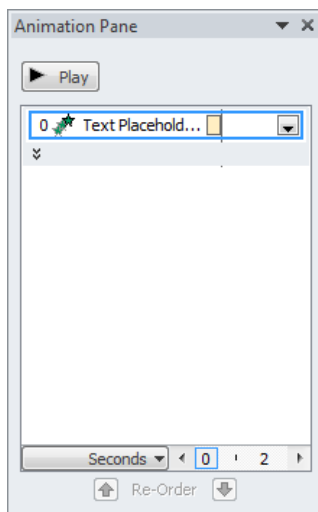 Animation Pane
Play
0 Text Placehold...
Seconds 0 2
Re-Order